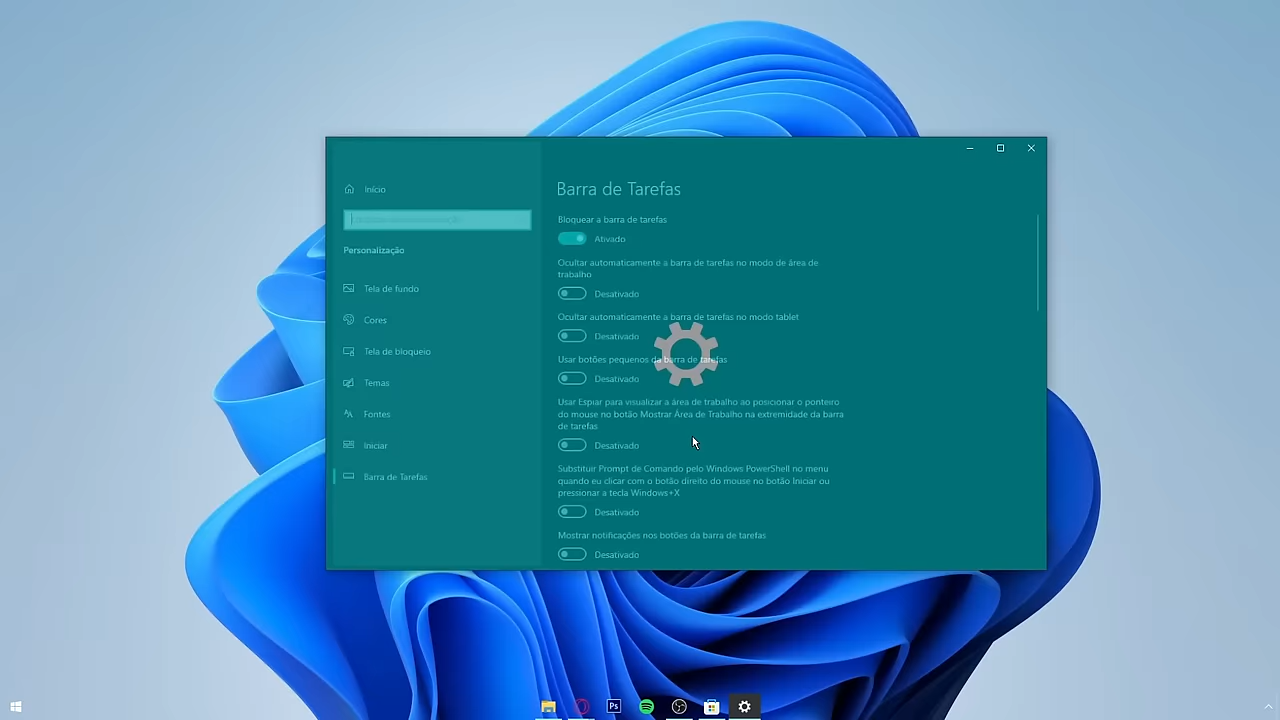 Início
Personalização
Tela de fundo
Cores
Tela de bloqueio
Temas
Fontes
Iniciar
Barra de Tarefas
Barra de Tarefas
Bloquear a barra de tarefas
Ativado
Ocultar automaticamente a barra de tarefas no modo de área de
trabalho
Desativado
Ocultar automaticamente a barra de tarefas no modo tablet
Desativado
Usar botões pequenos da barra de tarefas
Desativado
Usar Espiar para visualizar a área de trabalho ao posicionar o ponteiro
do mouse no botão Mostrar Área de Trabalho na extremidade da barra
de tarefas
Desativado
Substituir Prompt de Comando pelo Windows PowerShell no menu
quando eu clicar com o botão direito do mouse no botão Iniciar ou
pressionar a tecla Windows+X
Desativado
Mostrar notificações nos botões da barra de tarefas
Desativado
Ps